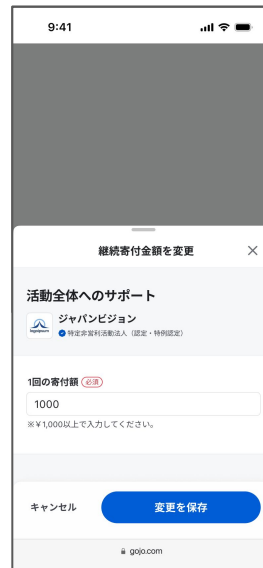 9:41
継続寄付金額を変更
活動全体へのサポート
ジャパンビジョン
特定非営利活動法人（認定・特例認定）
1回の寄付額 必須
1000
※¥1,000以上で入力してください。
キャンセル
変更を保存
gojo.com